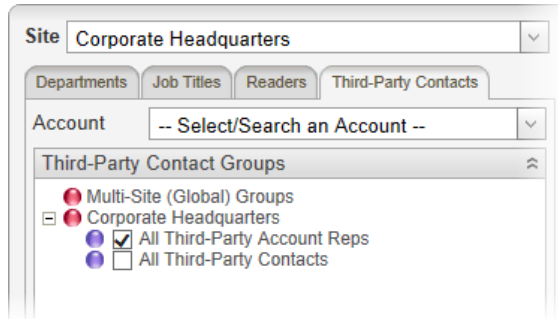 Site Corporate Headquarters
Departments Job Titles Readers Third-Party Contacts
Account -- Select/Search an Account --
Third-Party Contact Groups
Multi-Site (Global) Groups
Corporate Headquarters
All Third-Party Account Reps
All Third-Party Contacts